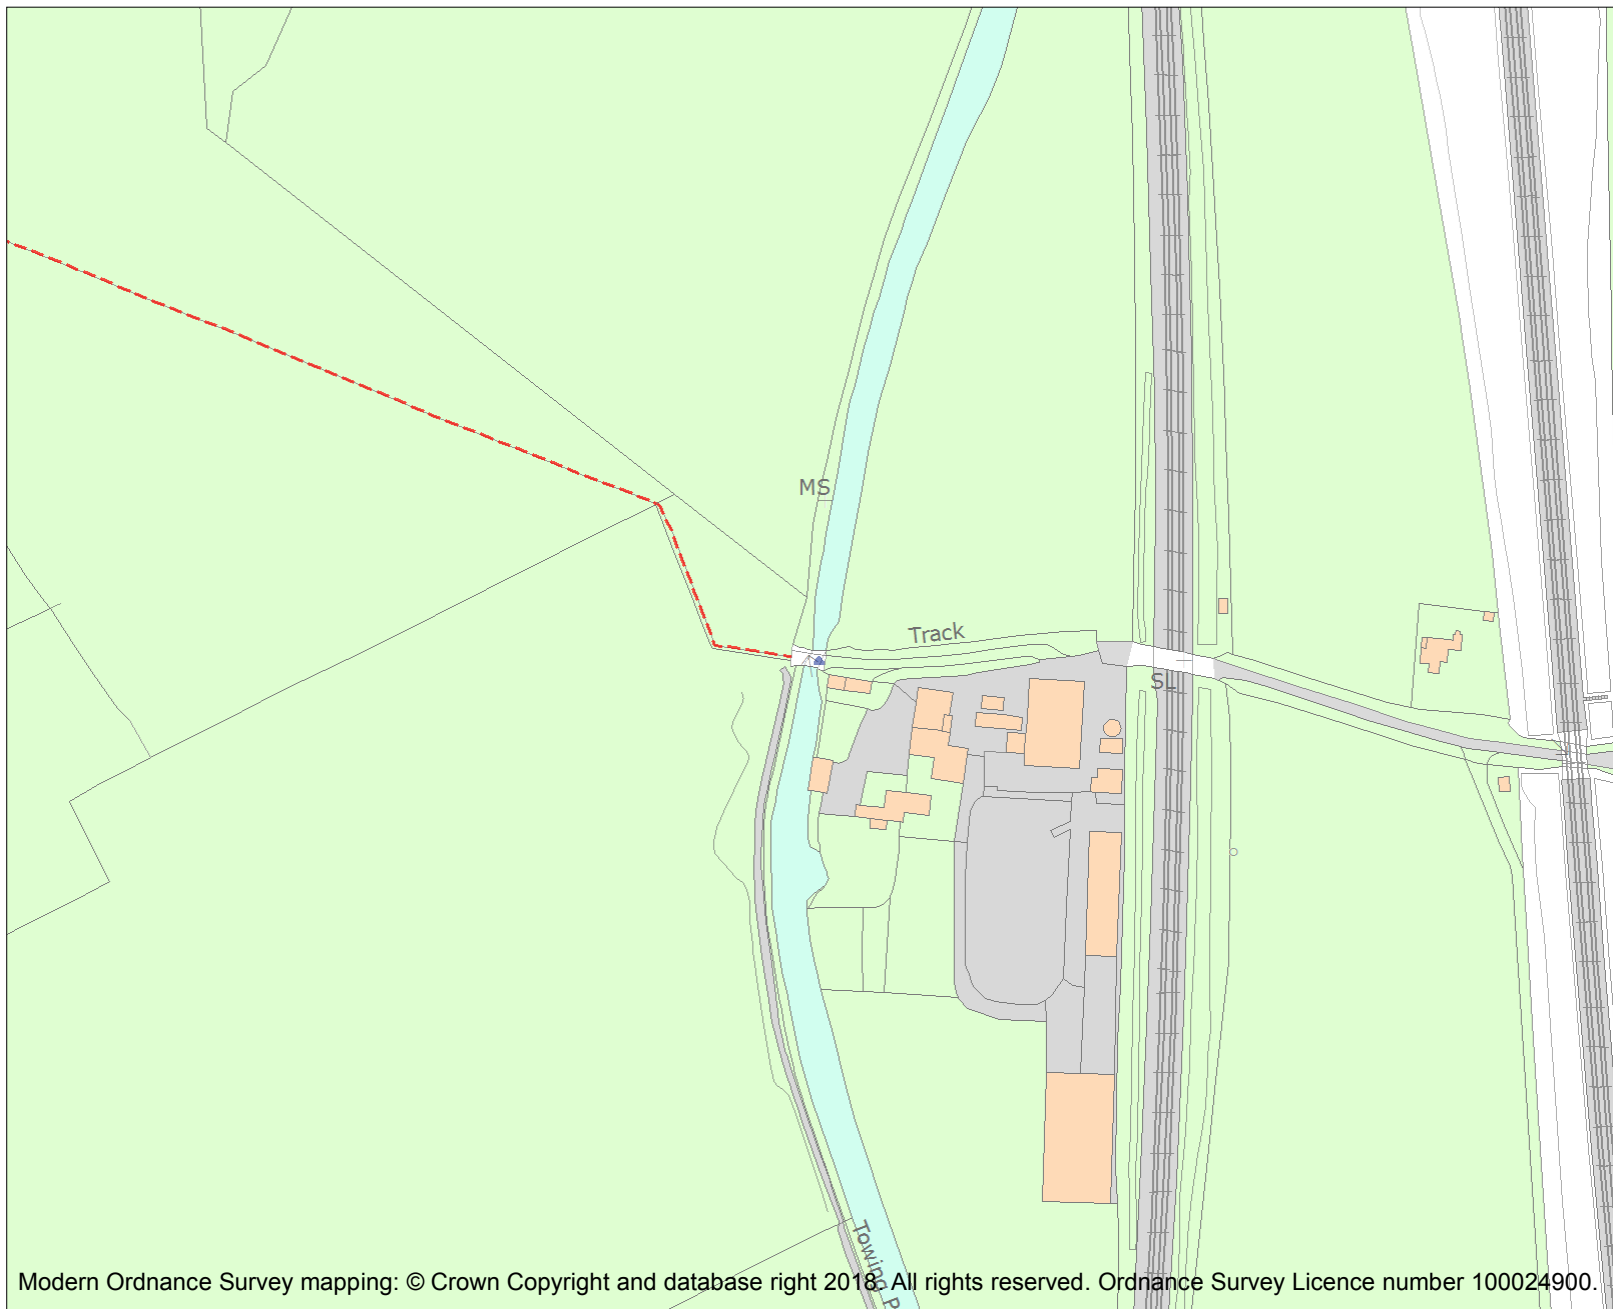 MS
Track
SL
Towing P
Modern Ordnance Survey mapping: © Crown Copyright and database right 2018. All rights reserved. Ordnance Survey Licence number 100024900.